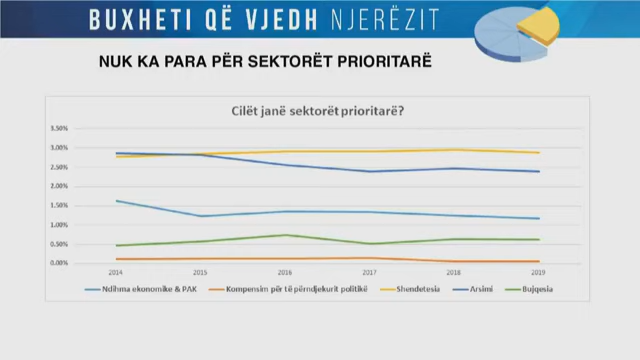 BUXHETI QË VJEDH NJERËZIT
NUK KA PARA PËR SEKTORËT PRIORITARË
Cilët janë sektorët prioritarë?
3.50%
3.00%
2.50%
2.00%
1.50%
1.00%
0.50%
0.00%
2014 2015 2016 2017 2018 2019
Ndihma ekonomike & PAK Kompensim për të përndjekurit politikë Shendetesia Arsimi Bujqesia